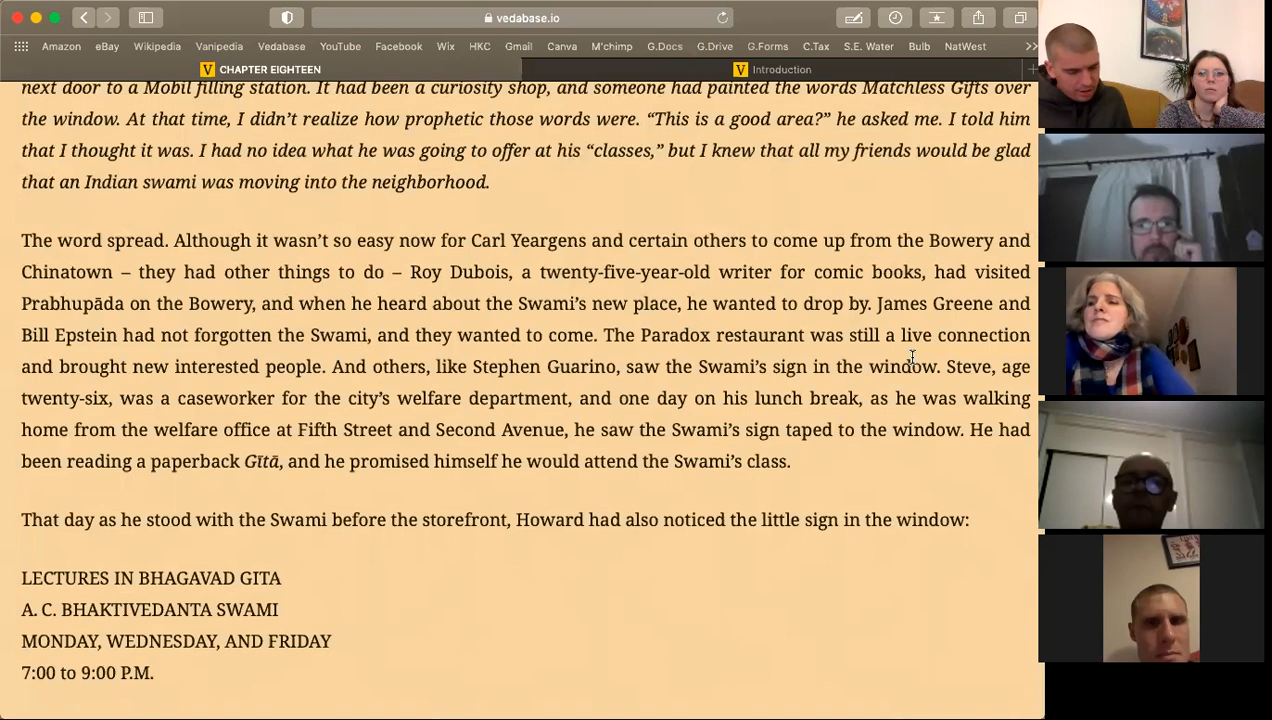 vedabase.io
Amazon eBay Wikipedia Vanipedia Vedabase YouTube Facebook Wix HKC Gmail Canva M'chimp G.Docs G.Drive G.Forms C.Tax S.E. Water Bulb NatWest >>
V CHAPTER EIGHTEEN V Introduction
next door to a Mobil filling station. It had been a curiosity shop, and someone had painted the words Matchless Gifts over
the window. At that time, I didn’t realize how prophetic those words were. “This is a good area?” he asked me. I told him
that I thought it was. I had no idea what he was going to offer at his “classes,” but I knew that all my friends would be glad
that an Indian swami was moving into the neighborhood.
The word spread. Although it wasn’t so easy now for Carl Yeargens and certain others to come up from the Bowery and
Chinatown – they had other things to do – Roy Dubois, a twenty-five-year-old writer for comic books, had visited
Prabhupāda on the Bowery, and when he heard about the Swami’s new place, he wanted to drop by. James Greene and
Bill Epstein had not forgotten the Swami, and they wanted to come. The Paradox restaurant was still a live connection
and brought new interested people. And others, like Stephen Guarino, saw the Swami’s sign in the window. Steve, age
twenty-six, was a caseworker for the city’s welfare department, and one day on his lunch break, as he was walking
home from the welfare office at Fifth Street and Second Avenue, he saw the Swami’s sign taped to the window. He had
been reading a paperback Gītā, and he promised himself he would attend the Swami’s class.
That day as he stood with the Swami before the storefront, Howard had also noticed the little sign in the window:
LECTURES IN BHAGAVAD GITA
A. C. BHAKTIVEDANTA SWAMI
MONDAY, WEDNESDAY, AND FRIDAY
7:00 to 9:00 P.M.